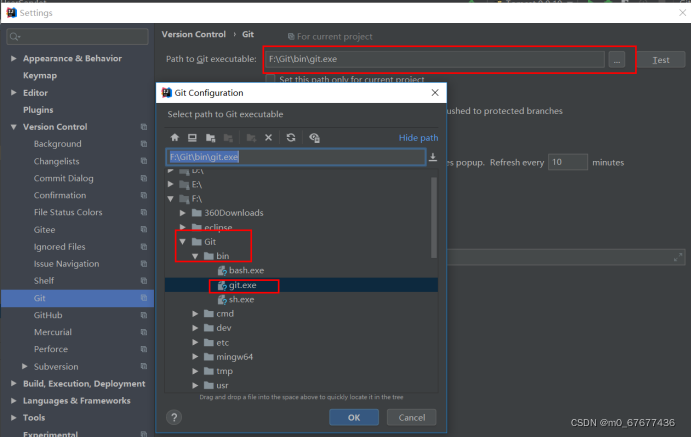 Settings
Version Control › Git
For current project
Appearance & Behavior
Keymap
Editor
Plugins
Version Control
Background
Changelists
Commit Dialog
Confirmation
File Status Colors
Gitee
Ignored Files
Issue Navigation
Shelf
Git
GitHub
Mercurial
Perforce
Subversion
Build, Execution, Deployment
Languages & Frameworks
Tools
Experimental
Path to Git executable:
F:\Git\bin\git.exe
...
Test
Set this path only for current project
ushed to protected branches
es popup. Refresh every 10 minutes
Git Configuration
Select path to Git executable
Hide path
F:\Git\bin\git.exe
D:\
E:\
F:\
360Downloads
eclipse
Git
bin
bash.exe
git.exe
sh.exe
cmd
dev
etc
mingw64
tmp
usr
Drag and drop a file into the space above to quickly locate it in the tree
?
OK
Cancel
CSDN @m0_67677436